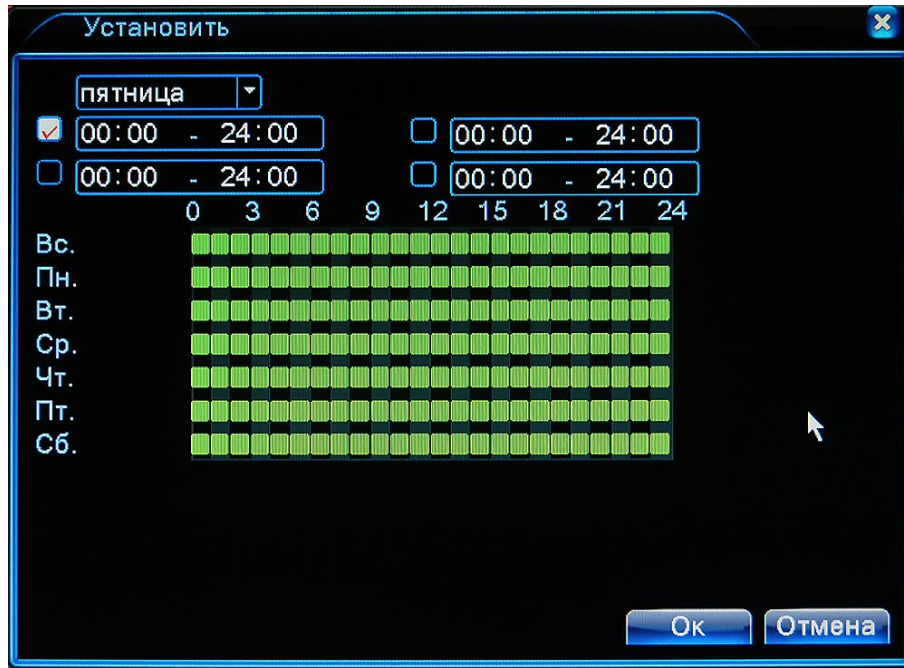 Установить
пятница
00:00 - 24:00 00:00 - 24:00
00:00 - 24:00 00:00 - 24:00
0 3 6 9 12 15 18 21 24
Вс.
Пн.
Вт.
Ср.
Чт.
Пт.
Сб.
Ок Отмена